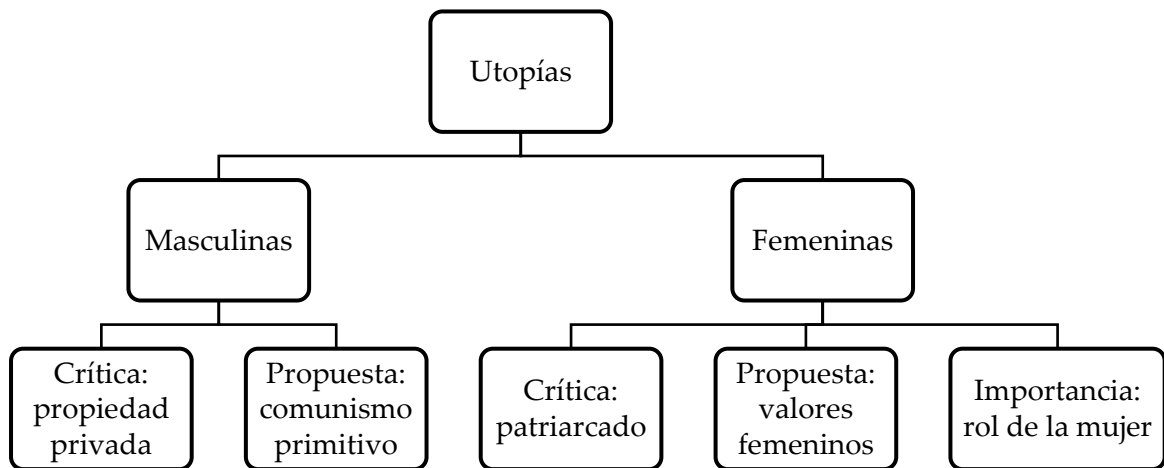 Utopías
Masculinas
Femeninas
Crítica:
propiedad
privada
Propuesta:
comunismo
primitivo
Crítica:
patriarcado
Propuesta:
valores
femeninos
Importancia:
rol de la mujer